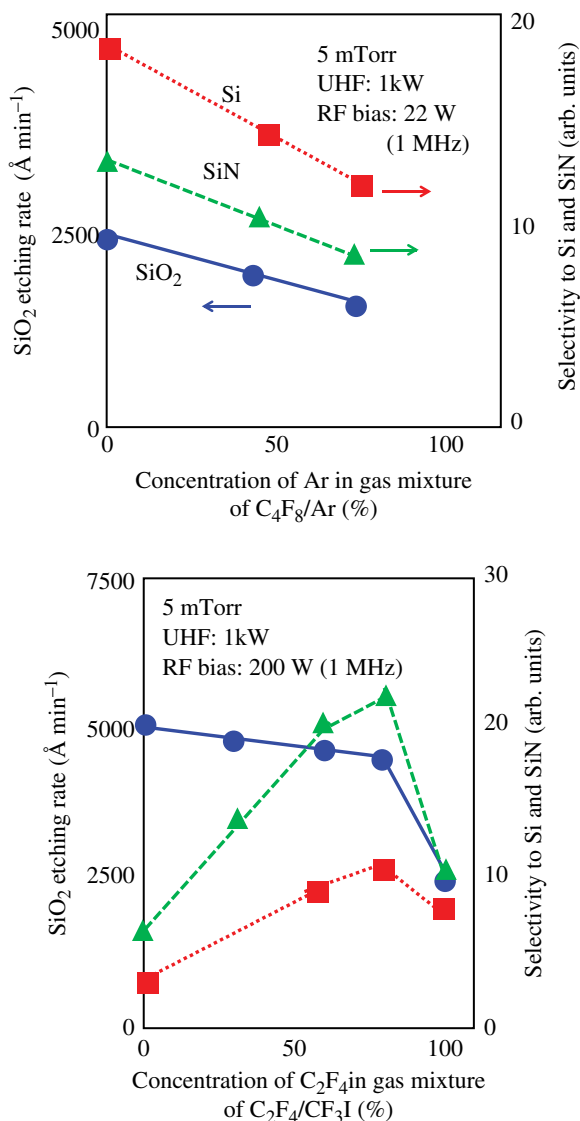 5000
2500
0
SiO₂ etching rate (Å min⁻¹)
Si
SiN
SiO₂
5 mTorr
UHF: 1kW
RF bias: 22 W
(1 MHz)
20
10
0
Selectivity to Si and SiN (arb. units)
0
50
100
Concentration of Ar in gas mixture
of C₄F₈/Ar (%)
7500
5000
2500
0
SiO₂ etching rate (Å min⁻¹)
5 mTorr
UHF: 1kW
RF bias: 200 W (1 MHz)
30
20
10
0
Selectivity to Si and SiN (arb. units)
0
50
100
Concentration of C₂F₄in gas mixture
of C₂F₄/CF₃I (%)